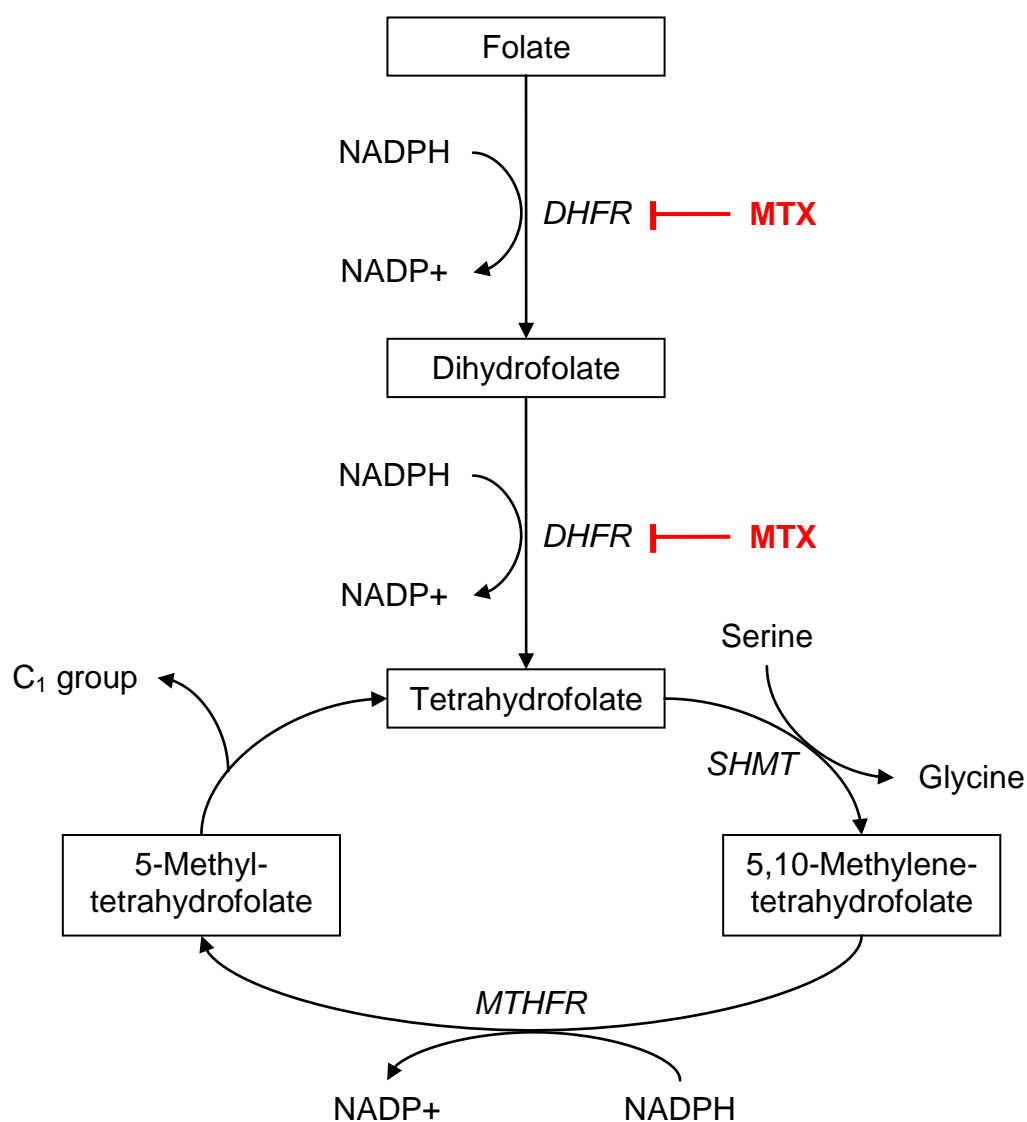 Folate
NADPH
DHFR
MTX
NADP+
Dihydrofolate
NADPH
DHFR
MTX
NADP+
Serine
C₁ group
Tetrahydrofolate
SHMT
Glycine
5-Methyl-
tetrahydrofolate
5,10-Methylene-
tetrahydrofolate
MTHFR
NADP+
NADPH